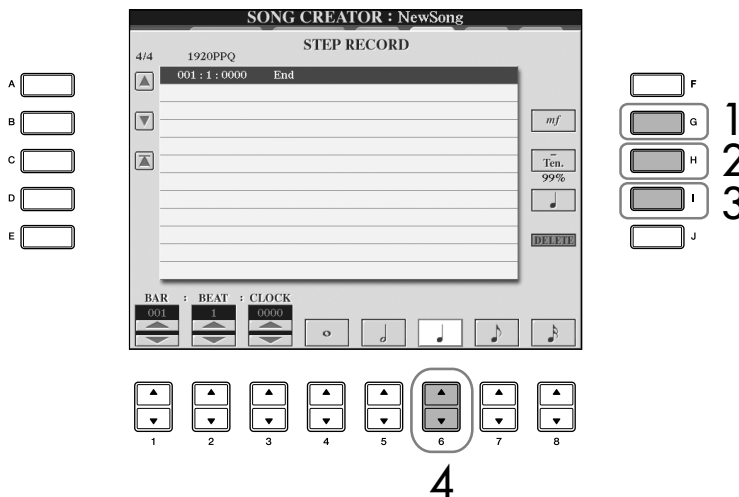 SONG CREATOR : NewSong
STEP RECORD
4/4 1920PPQ
001 : 1 : 0000 End
A F
B mf G 1
C Ten. H 2
99%
D I 3
E DELETE J
BAR : BEAT : CLOCK
001 1 0000
1 2 3 4 5 6 7 8
4